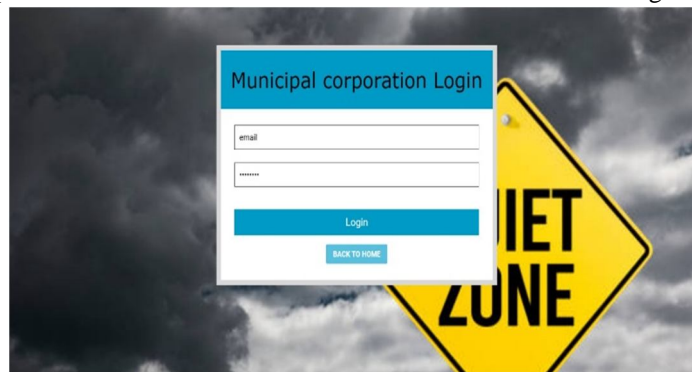 Municipal corporation Login
email
••••••••
Login
BACK TO HOME
IET
ZONE